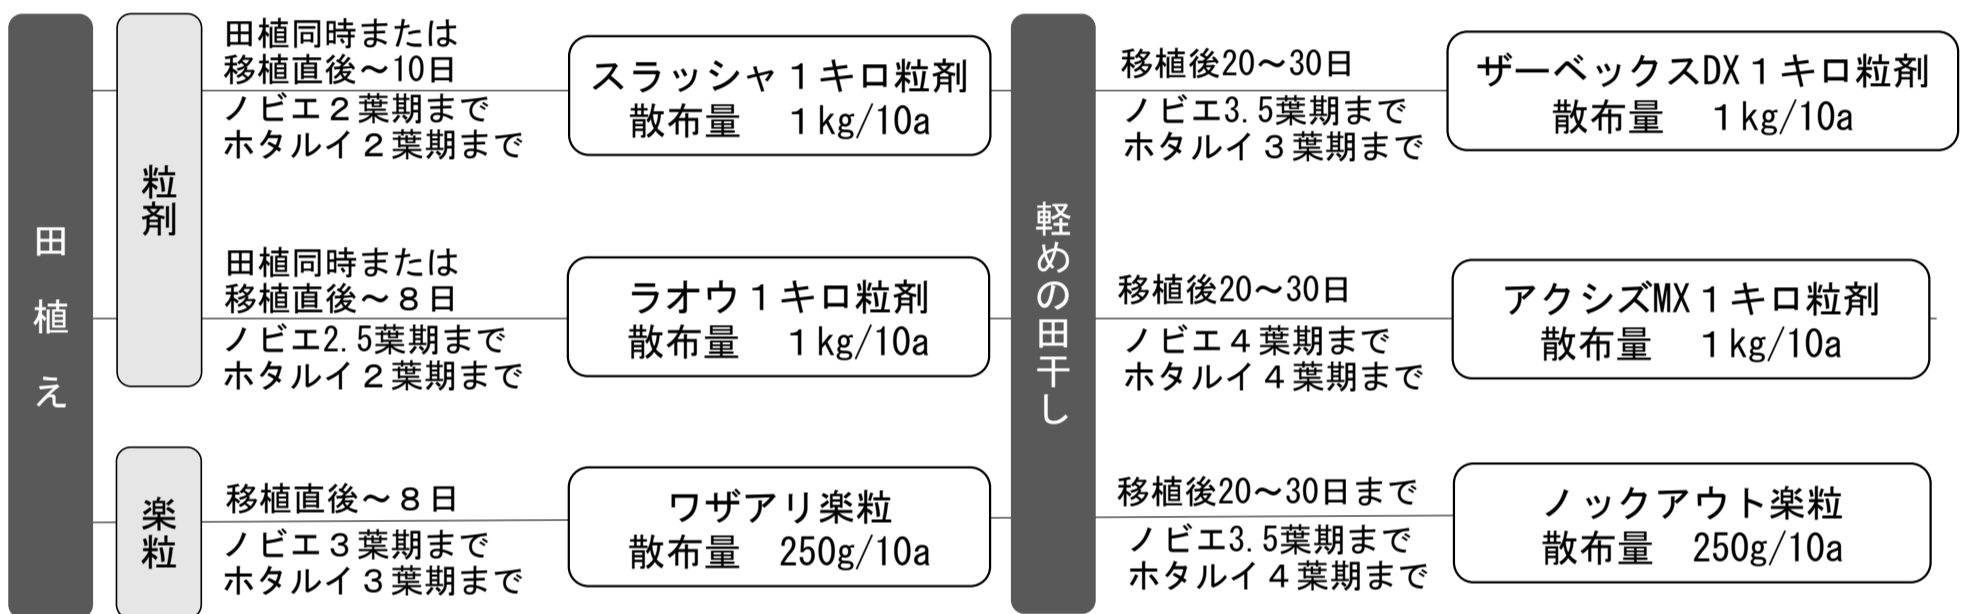 田植え
粒剤
田植同時または
移植直後～10日
ノビエ２葉期まで
ホタルイ２葉期まで
スラッシャ１キロ粒剤
散布量　１kg/10a
田植同時または
移植直後～８日
ノビエ2.5葉期まで
ホタルイ２葉期まで
ラオウ１キロ粒剤
散布量　１kg/10a
楽粒
移植直後～８日
ノビエ３葉期まで
ホタルイ３葉期まで
ワザアリ楽粒
散布量　250g/10a
軽めの田干し
移植後20～30日
ノビエ3.5葉期まで
ホタルイ３葉期まで
ザーベックスDX１キロ粒剤
散布量　１kg/10a
移植後20～30日
ノビエ４葉期まで
ホタルイ４葉期まで
アクシズMX１キロ粒剤
散布量　１kg/10a
移植後20～30日まで
ノビエ3.5葉期まで
ホタルイ４葉期まで
ノックアウト楽粒
散布量　250g/10a